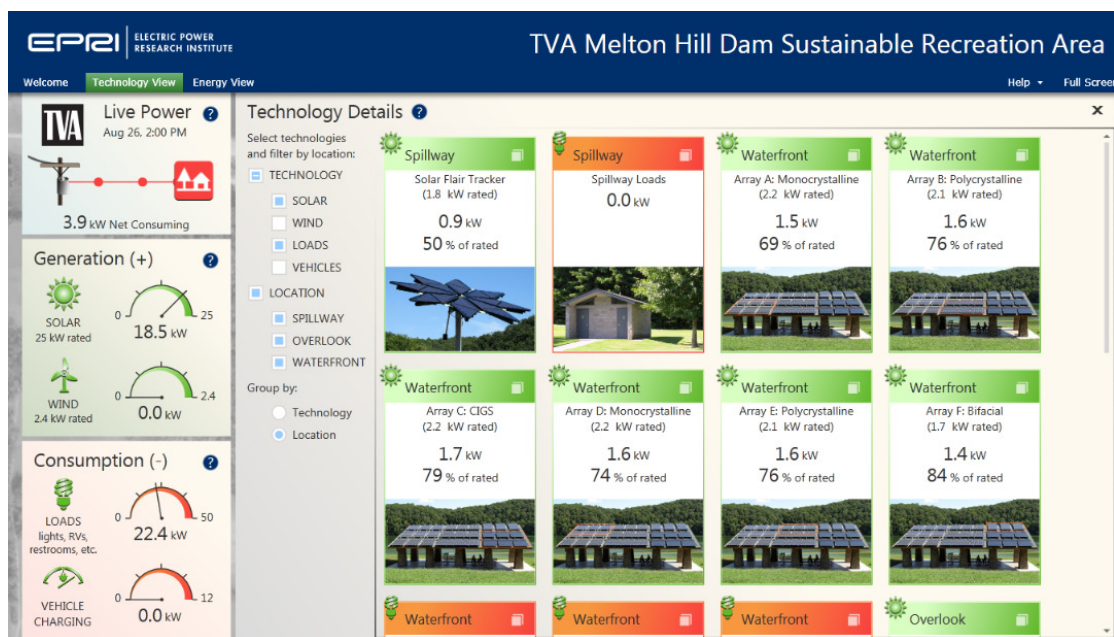 EPRI
ELECTRIC POWER
RESEARCH INSTITUTE
TVA Melton Hill Dam Sustainable Recreation Area
Welcome
Technology View
Energy View
Help
Full Screen
TVA
Live Power ?
Aug 26, 2:00 PM
3.9 kW Net Consuming
Generation (+) ?
SOLAR
25 kW rated
0 25
18.5 kW
WIND
2.4 kW rated
0 2.4
0.0 kW
Consumption (-) ?
LOADS
lights, RVs,
restrooms, etc.
0 50
22.4 kW
VEHICLE
CHARGING
0 12
0.0 kW
Technology Details ?
Select technologies
and filter by location:
TECHNOLOGY
SOLAR
WIND
LOADS
VEHICLES
LOCATION
SPILLWAY
OVERLOOK
WATERFRONT
Group by:
Technology
Location
Spillway
Solar Flair Tracker
(1.8 kW rated)
0.9 kW
50 % of rated
Spillway
Spillway Loads
0.0 kW
Waterfront
Array A: Monocrystalline
(2.2 kW rated)
1.5 kW
69 % of rated
Waterfront
Array B: Polycrystalline
(2.1 kW rated)
1.6 kW
76 % of rated
Waterfront
Array C: CIGS
(2.2 kW rated)
1.7 kW
79 % of rated
Waterfront
Array D: Monocrystalline
(2.2 kW rated)
1.6 kW
74 % of rated
Waterfront
Array E: Polycrystalline
(2.1 kW rated)
1.6 kW
76 % of rated
Waterfront
Array F: Bifacial
(1.7 kW rated)
1.4 kW
84 % of rated
Waterfront
Waterfront
Waterfront
Overlook